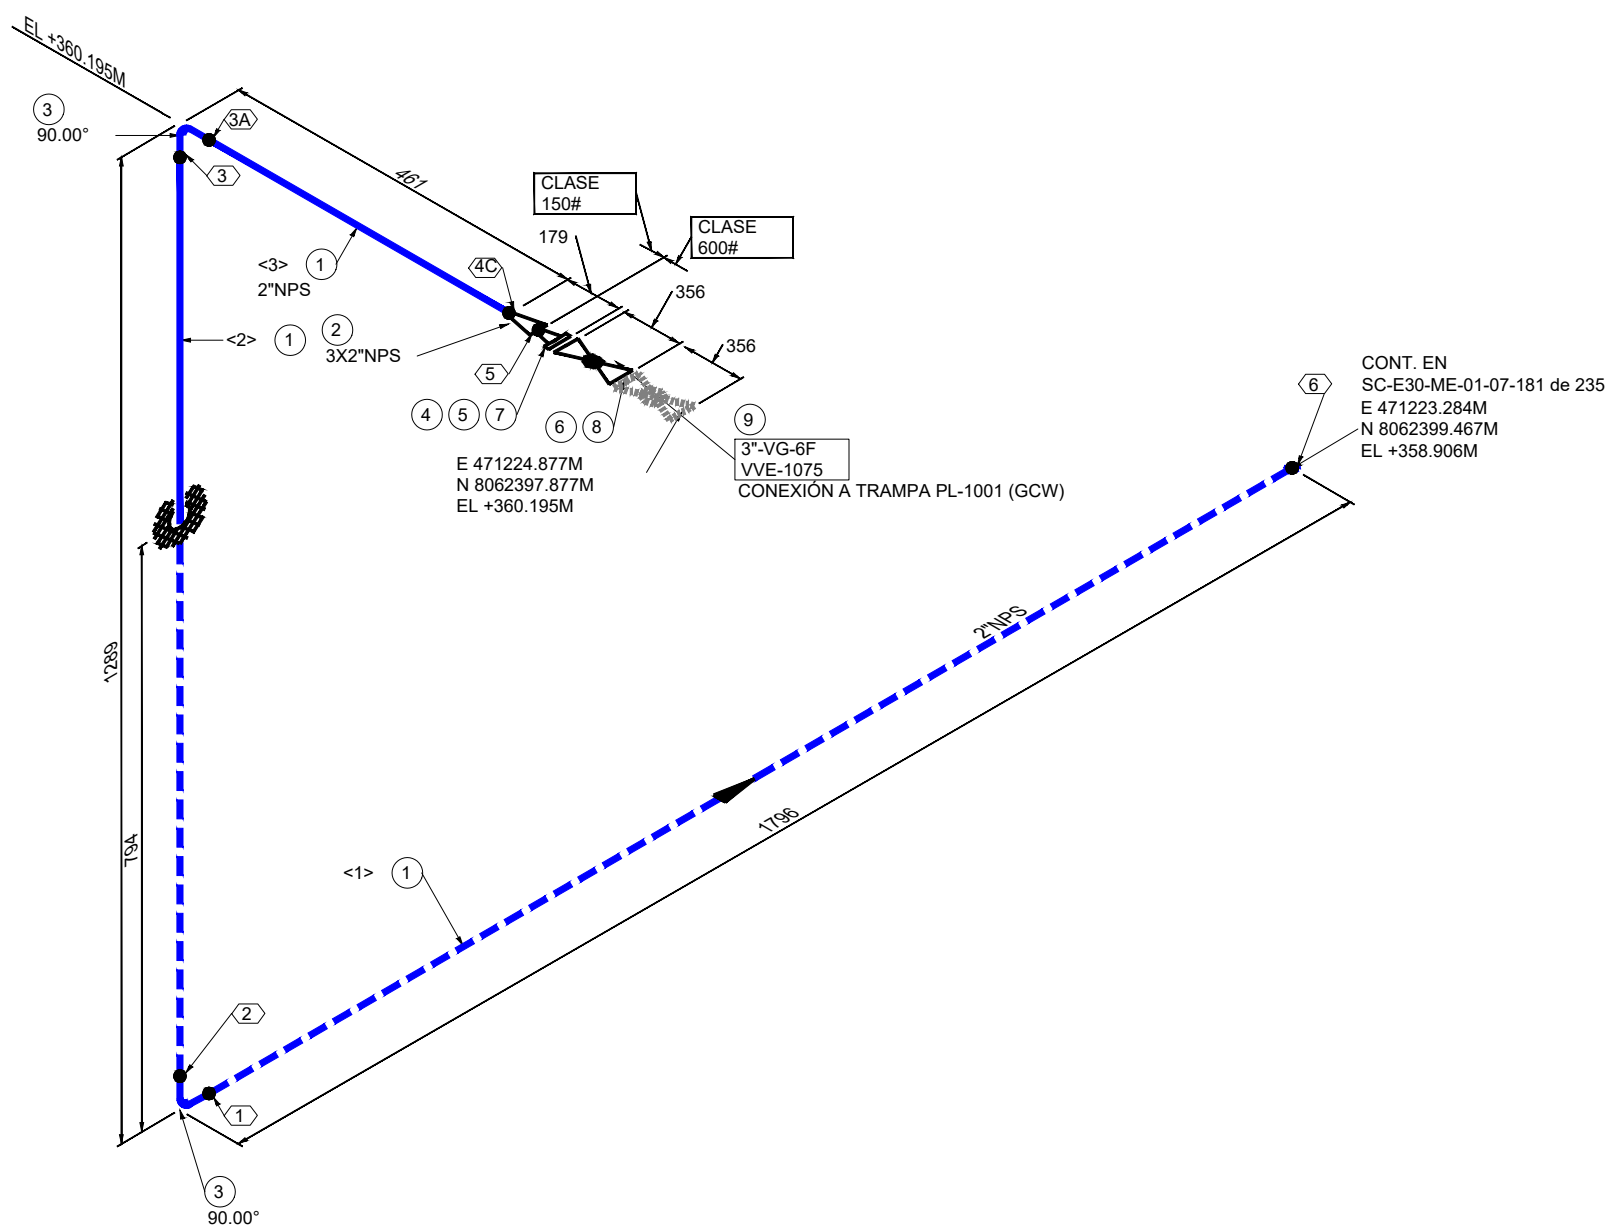 EL +360.195M
3
90.00°
3A
3
461
CLASE
150#
CLASE
600#
179
<3> 1
2"NPS
4C
356
<2> 1
2
3X2"NPS
356
5
4 5 7
6 8
9
3"-VG-6F
VVE-1075
CONEXIÓN A TRAMPA PL-1001 (GCW)
E 471224.877M
N 8062397.877M
EL +360.195M
6
CONT. EN
SC-E30-ME-01-07-181 de 235
E 471223.284M
N 8062399.467M
EL +358.906M
2"NPS
1289
794
1796
<1> 1
2
1
3
90.00°